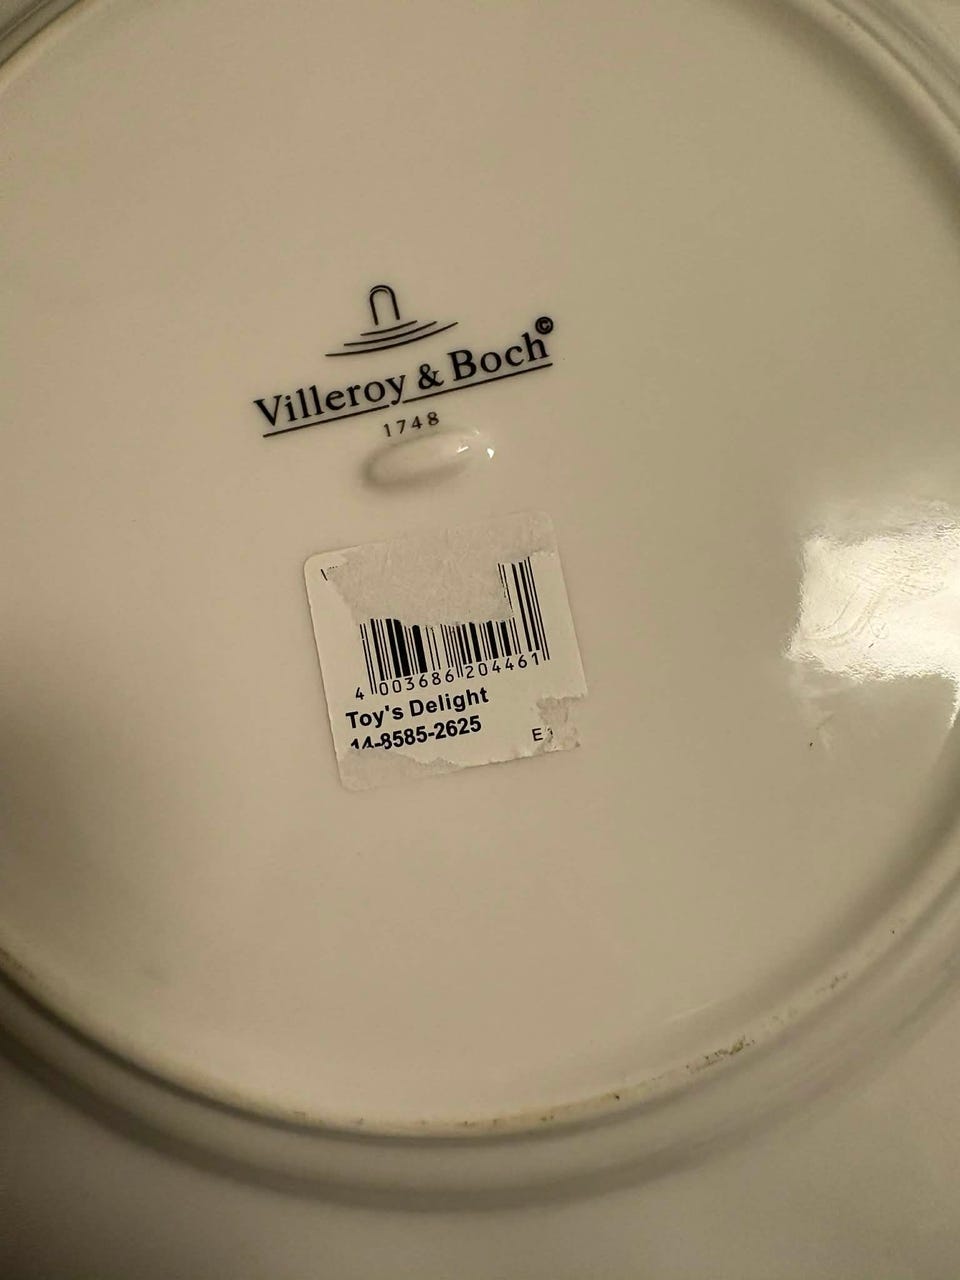 Villeroy & Boch©
1748
4 003686 204461
Toy's Delight
14-8585-2625